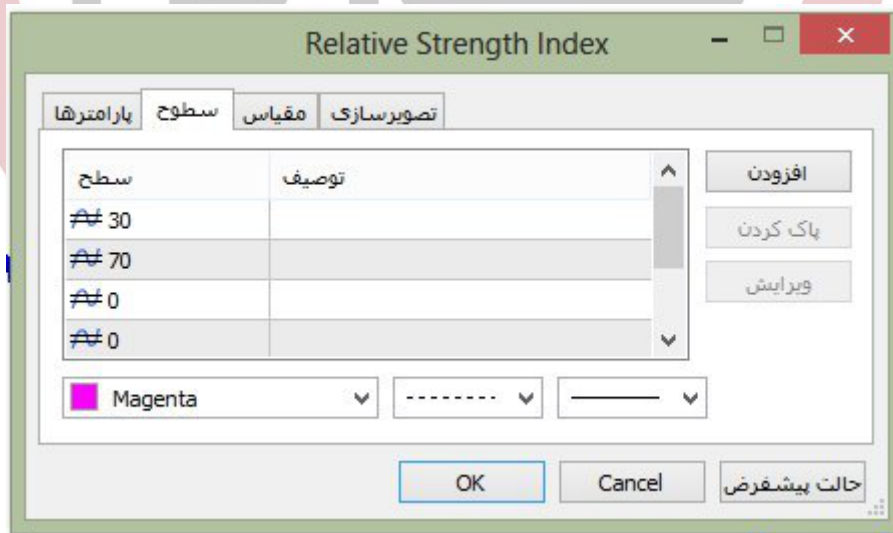 Relative Strength Index
پارامترها سطوح مقیاس تصویرسازی
سطح توصیف
30
70
0
0
افزودن
پاک کردن
ویرایش
Magenta
OK Cancel حالت پیشفرض